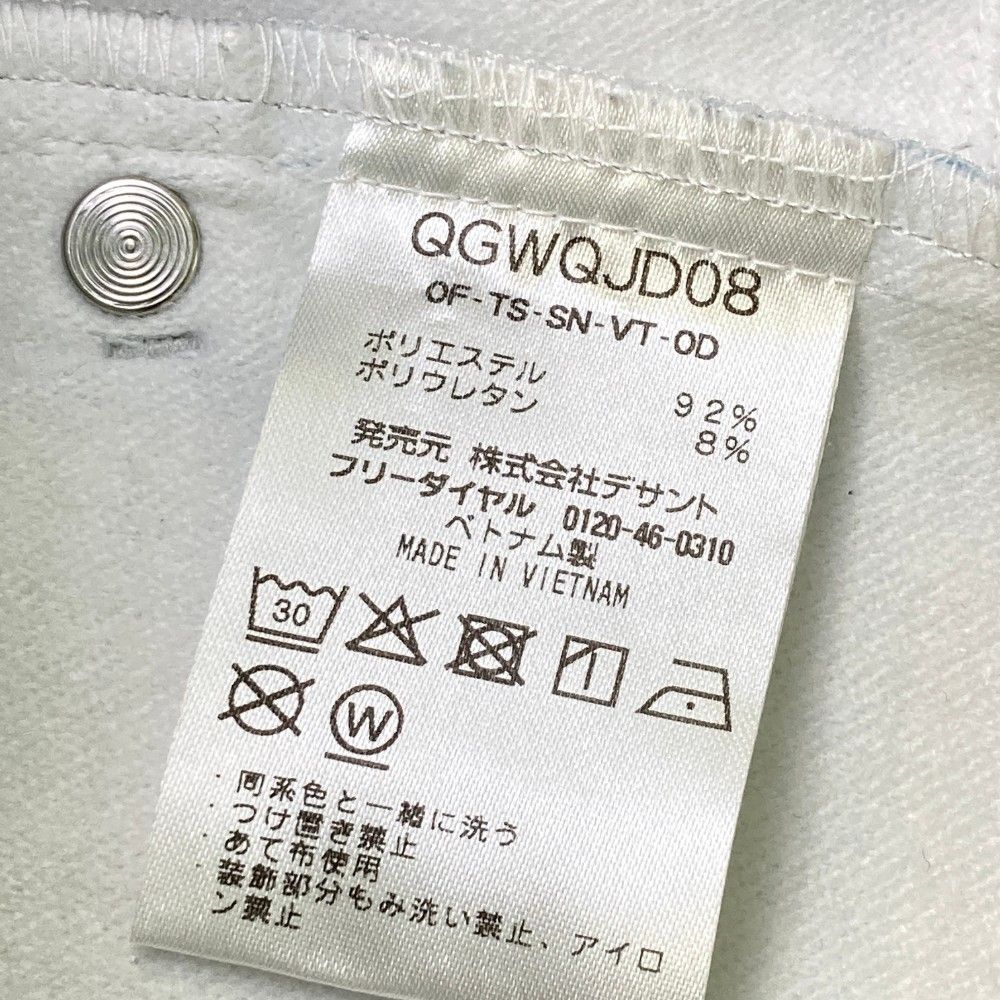 QGWQJD08
OF-TS-SN-VT-OD
ポリエステル 92%
ポリウレタン 8%
発売元 株式会社デサント
フリーダイヤル 0120-46-0310
ベトナム製
MADE IN VIETNAM
30
W
・同系色と一緒に洗う
・つけ置き禁止
・あて布使用
・装飾部分もみ洗い禁止、アイロ
ン禁止